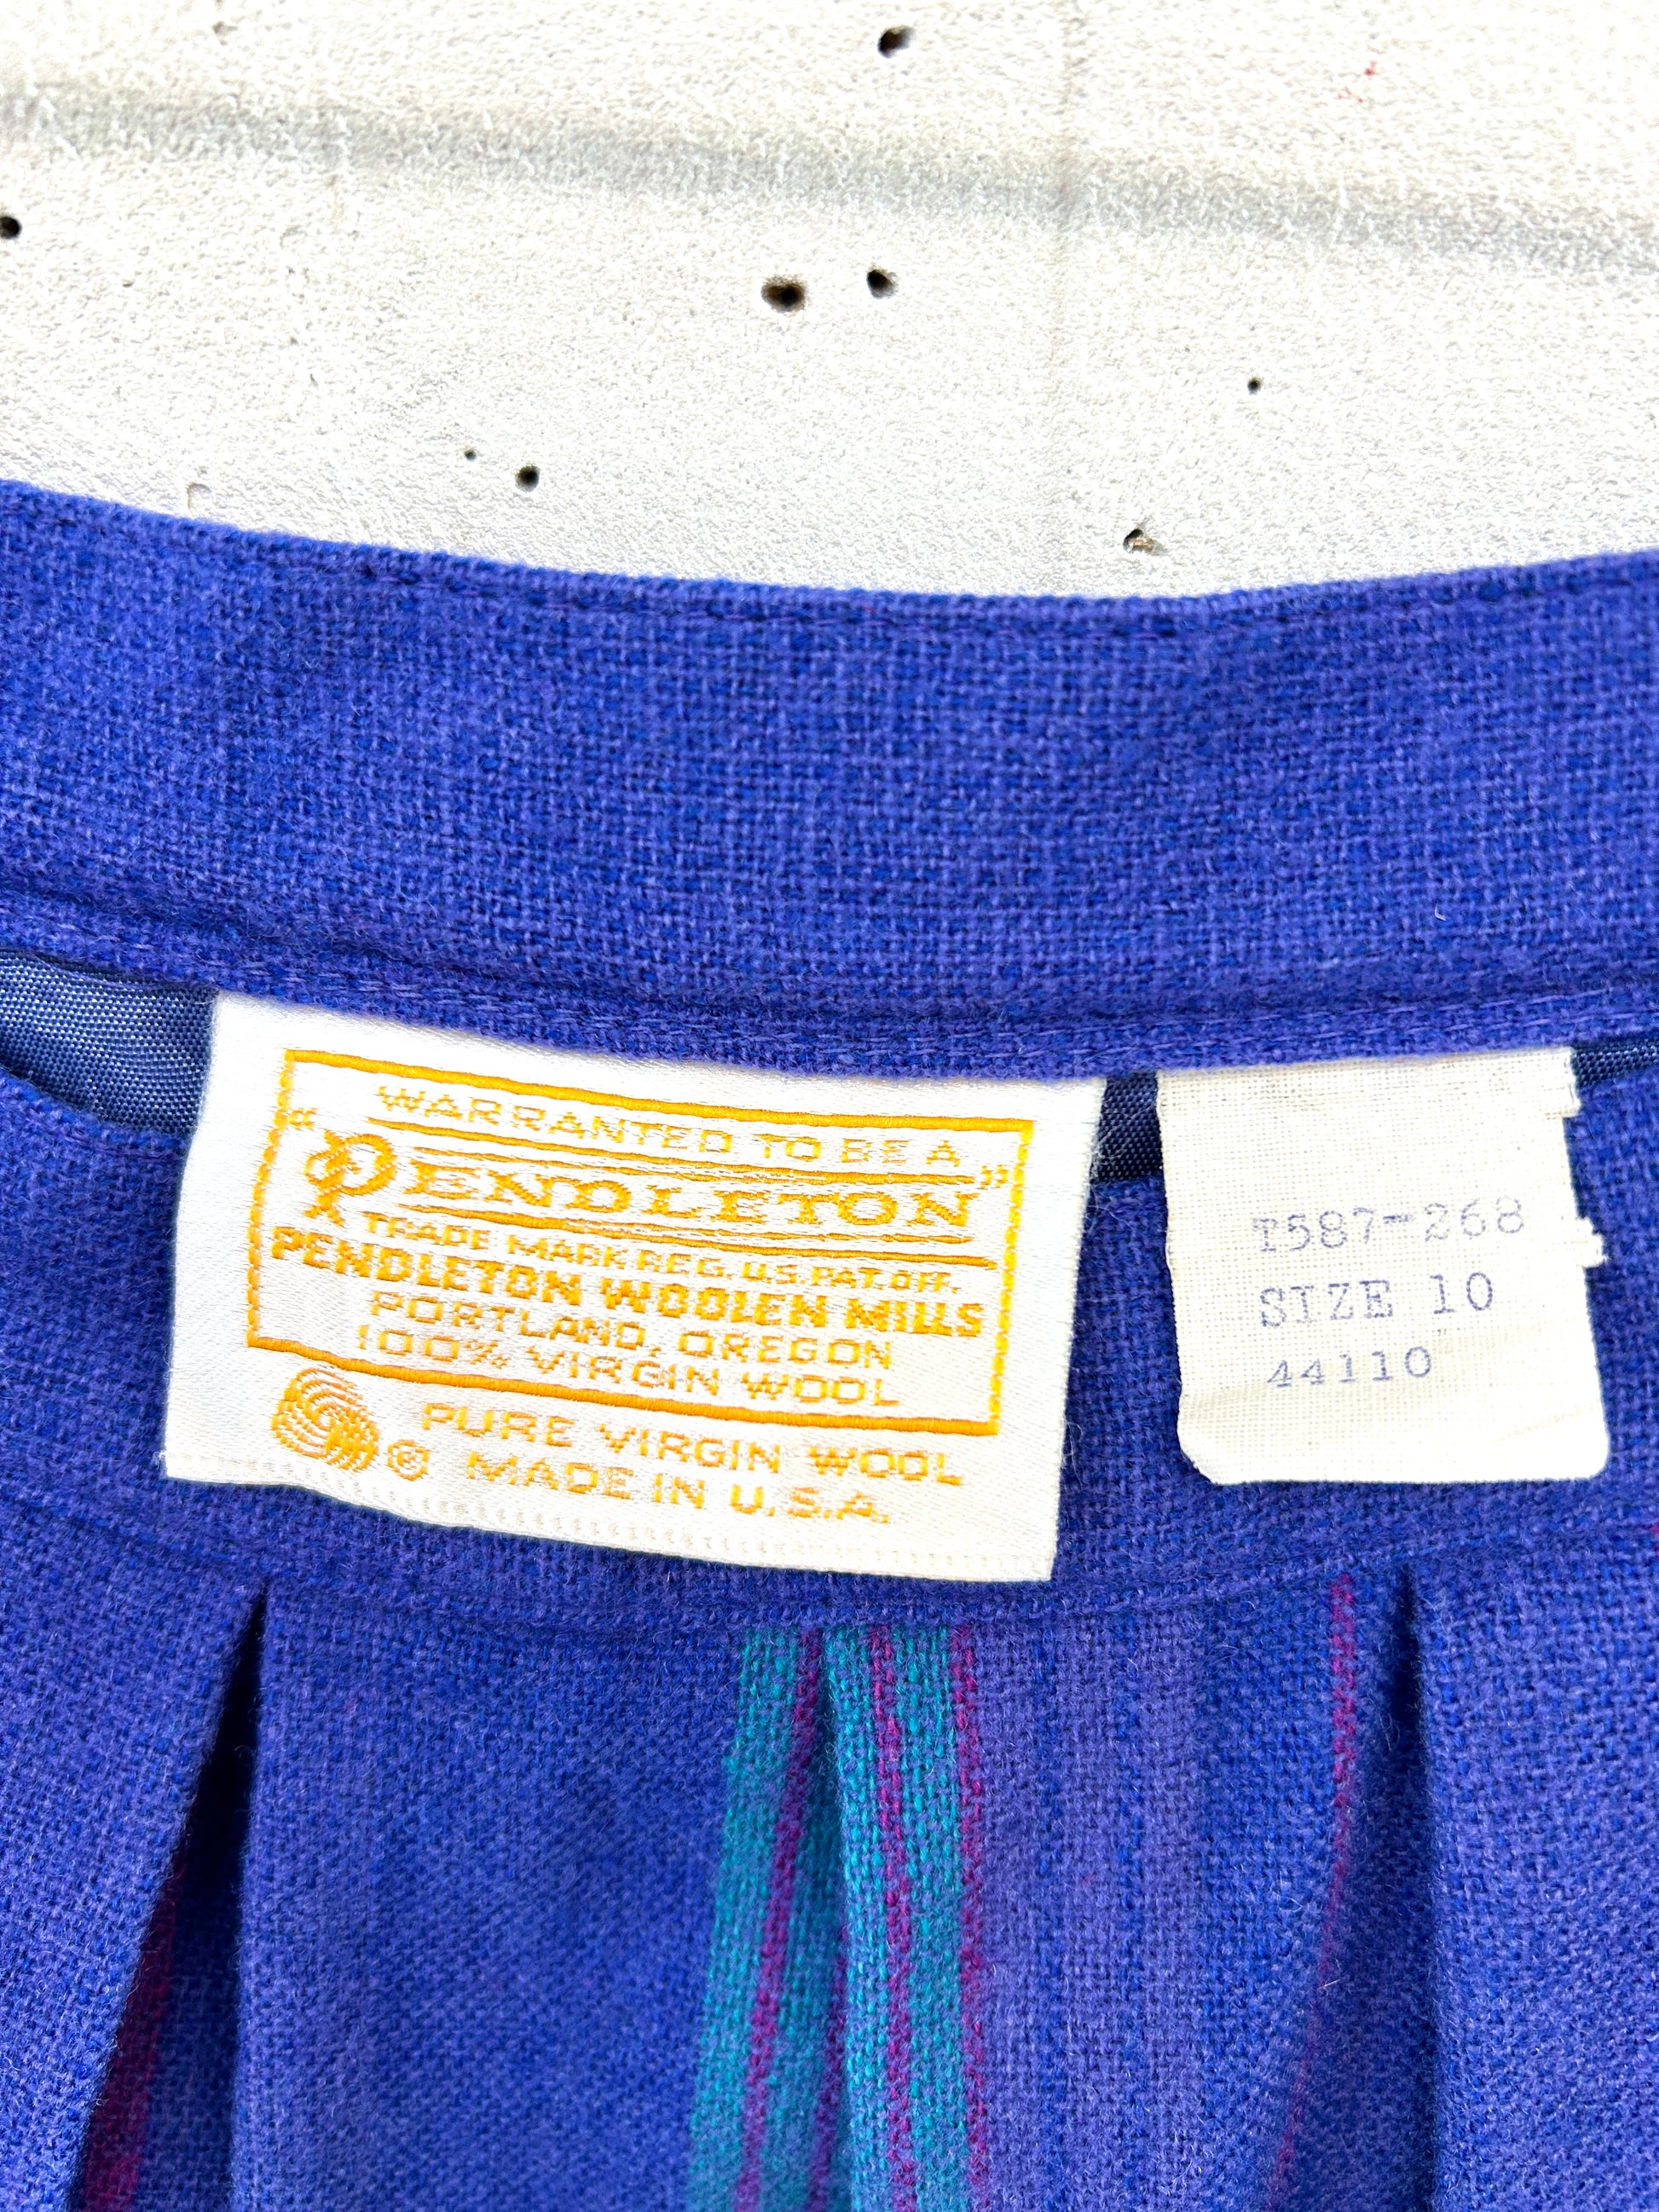 WARRANTED TO BE A
"PENDLETON"
TRADE MARK REG. U.S. PAT. OFF.
PENDLETON WOOLEN MILLS
PORTLAND, OREGON
100% VIRGIN WOOL
® PURE VIRGIN WOOL
MADE IN U.S.A.
T587-268
SIZE 10
44110